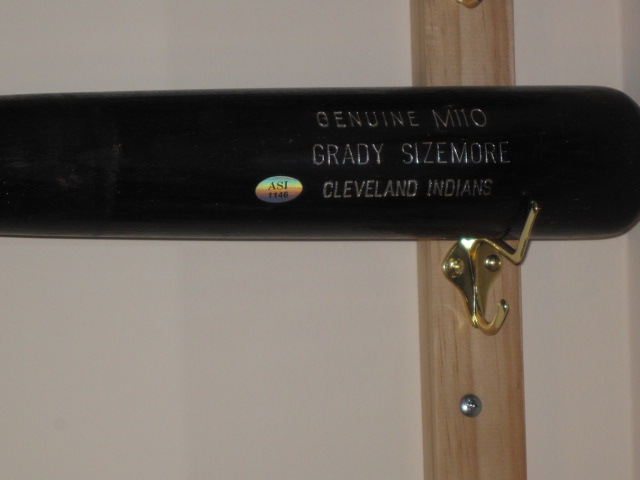 GENUINE M110
GRADY SIZEMORE
CLEVELAND INDIANS
ASI
1146